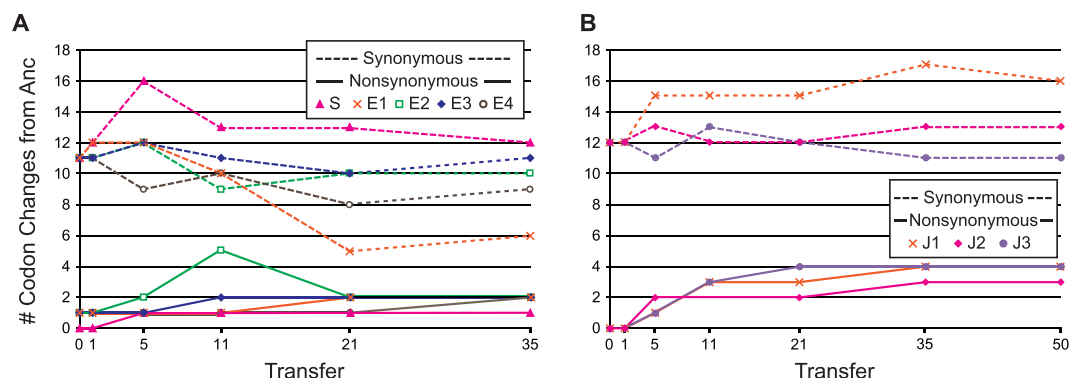 A
# Codon Changes from Anc
18
16
14
12
10
8
6
4
2
0
Synonymous
Nonsynonymous
S E1 E2 E3 E4
0 1 5 11 21 35
Transfer
B
18
16
14
12
10
8
6
4
2
0
Synonymous
Nonsynonymous
J1 J2 J3
0 1 5 11 21 35 50
Transfer